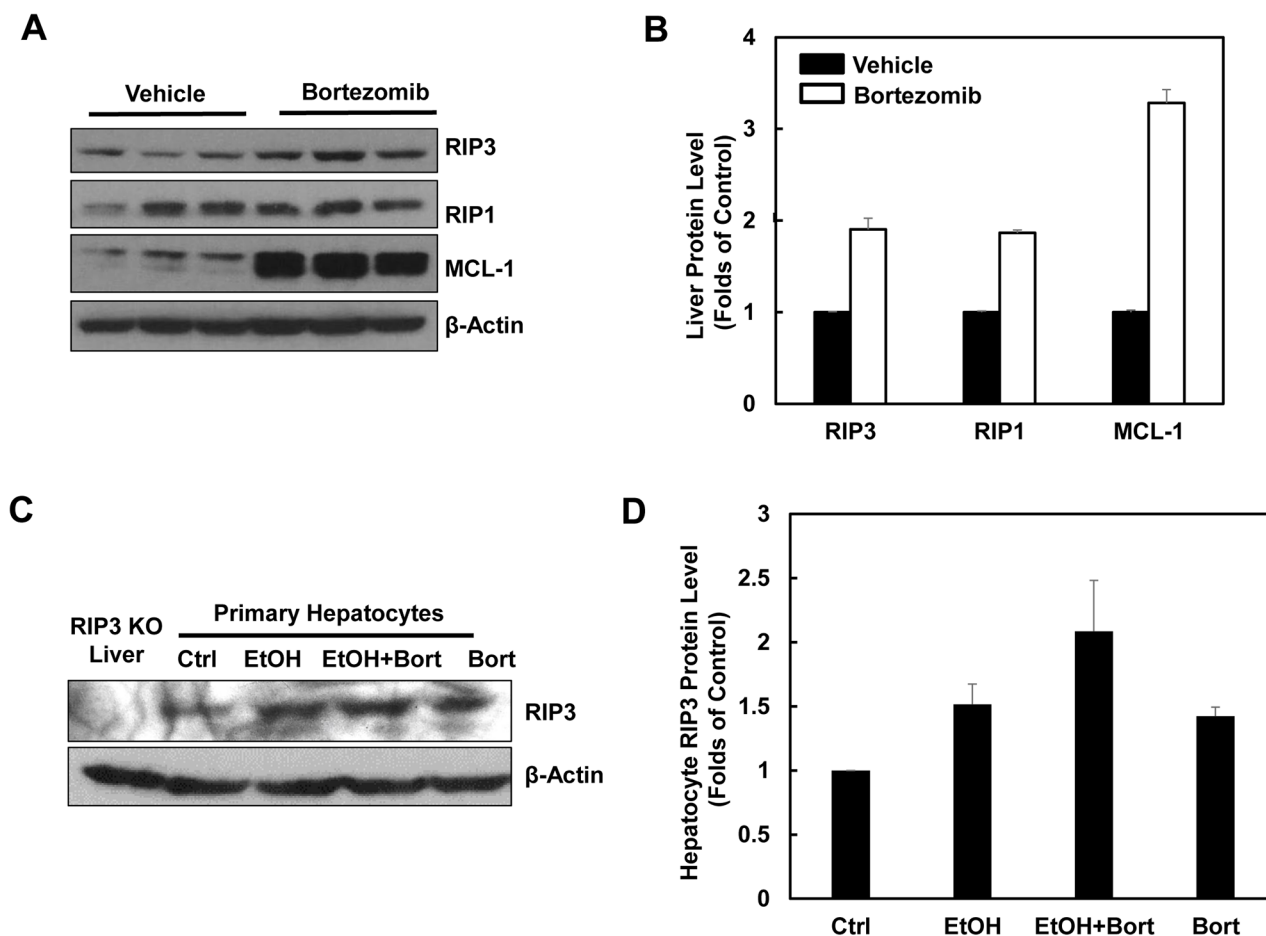 A
Vehicle Bortezomib
RIP3
RIP1
MCL-1
β-Actin
B
Liver Protein Level
(Folds of Control)
4
3
2
1
0
Vehicle
Bortezomib
RIP3 RIP1 MCL-1
C
RIP3 KO
Liver
Primary Hepatocytes
Ctrl EtOH EtOH+Bort Bort
RIP3
β-Actin
D
Hepatocyte RIP3 Protein Level
(Folds of Control)
3
2.5
2
1.5
1
0.5
0
Ctrl EtOH EtOH+Bort Bort